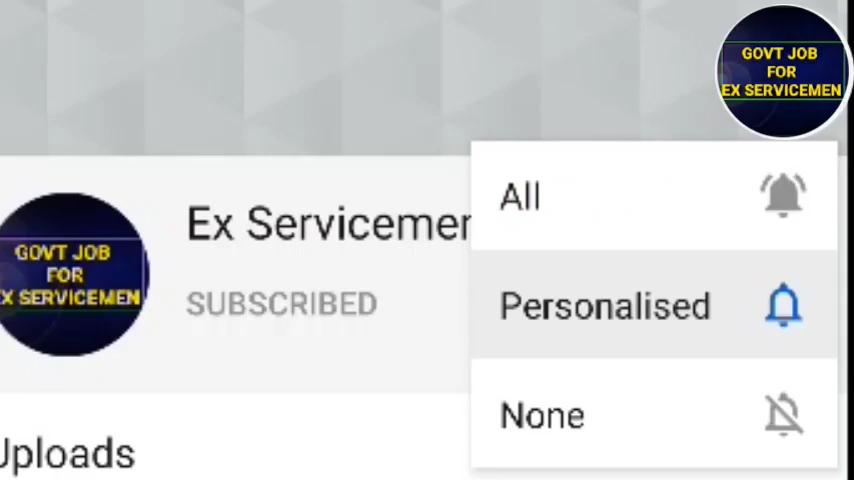 GOVT JOB
FOR
EX SERVICEMEN
All
Ex Servicemen
GOVT JOB
FOR
EX SERVICEMEN
SUBSCRIBED
Personalised
None
Uploads